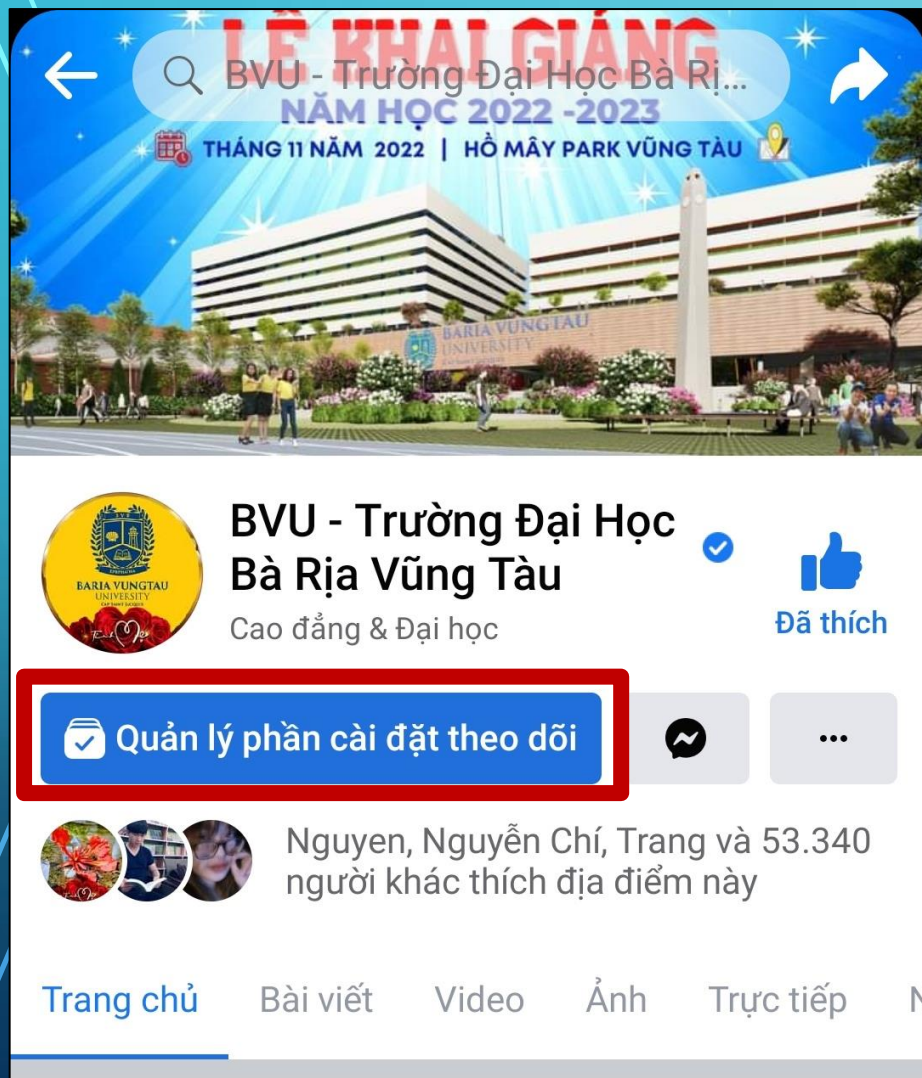 LỄ KHAI GIẢNG
BVU - Trường Đại Học Bà Rị...
NĂM HỌC 2022 -2023
THÁNG 11 NĂM 2022 | HỒ MÂY PARK VŨNG TÀU
BARIA VUNGTAU
UNIVERSITY
BVU - Trường Đại Học
Bà Rịa Vũng Tàu
BARIA VUNGTAU
UNIVERSITY
CAP SAINT JACQUES
Cao đẳng & Đại học
Đã thích
Quản lý phần cài đặt theo dõi
Nguyen, Nguyễn Chí, Trang và 53.340
người khác thích địa điểm này
Trang chủ Bài viết Video Ảnh Trực tiếp